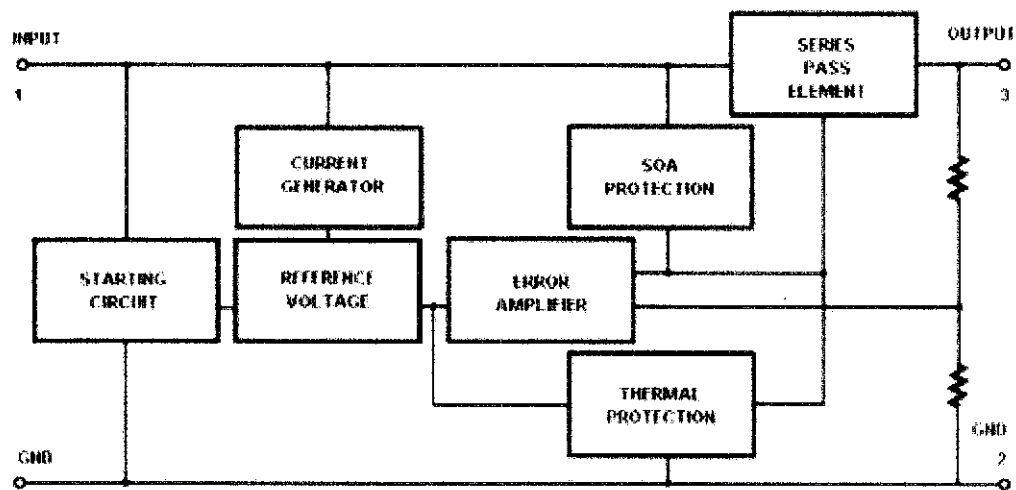 INPUT
1
SERIES
PASS
ELEMENT
OUTPUT
3
CURRENT
GENERATOR
SOA
PROTECTION
STARTING
CIRCUIT
REFERENCE
VOLTAGE
ERROR
AMPLIFIER
THERMAL
PROTECTION
GND
GND
2